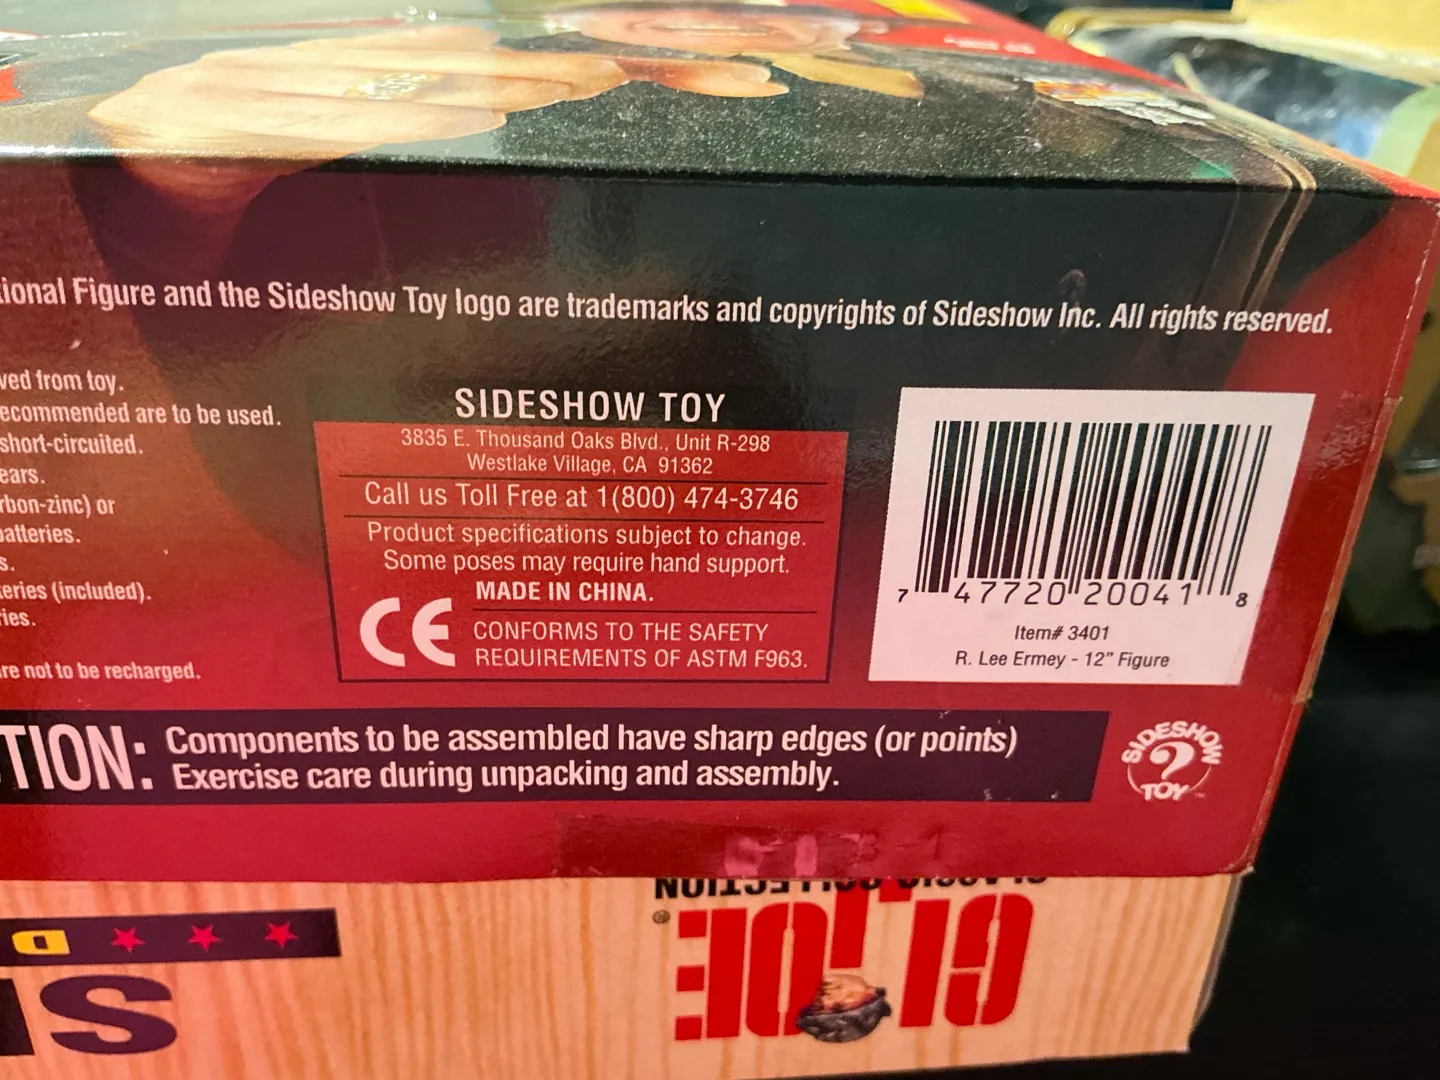 tional Figure and the Sideshow Toy logo are trademarks and copyrights of Sideshow Inc. All rights reserved.
ved from toy.
ecommended are to be used.
short-circuited.
ears.
rbon-zinc) or
batteries.
s.
teries (included).
ries.
re not to be recharged.
SIDESHOW TOY
3835 E. Thousand Oaks Blvd., Unit R-298
Westlake Village, CA 91362
Call us Toll Free at 1(800) 474-3746
Product specifications subject to change.
Some poses may require hand support.
MADE IN CHINA.
CE
CONFORMS TO THE SAFETY
REQUIREMENTS OF ASTM F963.
7 47720 20041 8
Item# 3401
R. Lee Ermey - 12” Figure
TION:
Components to be assembled have sharp edges (or points)
Exercise care during unpacking and assembly.
SIDESHOW
?
TOY
CLASSIC COLLECTION
GI JOE®
D
S